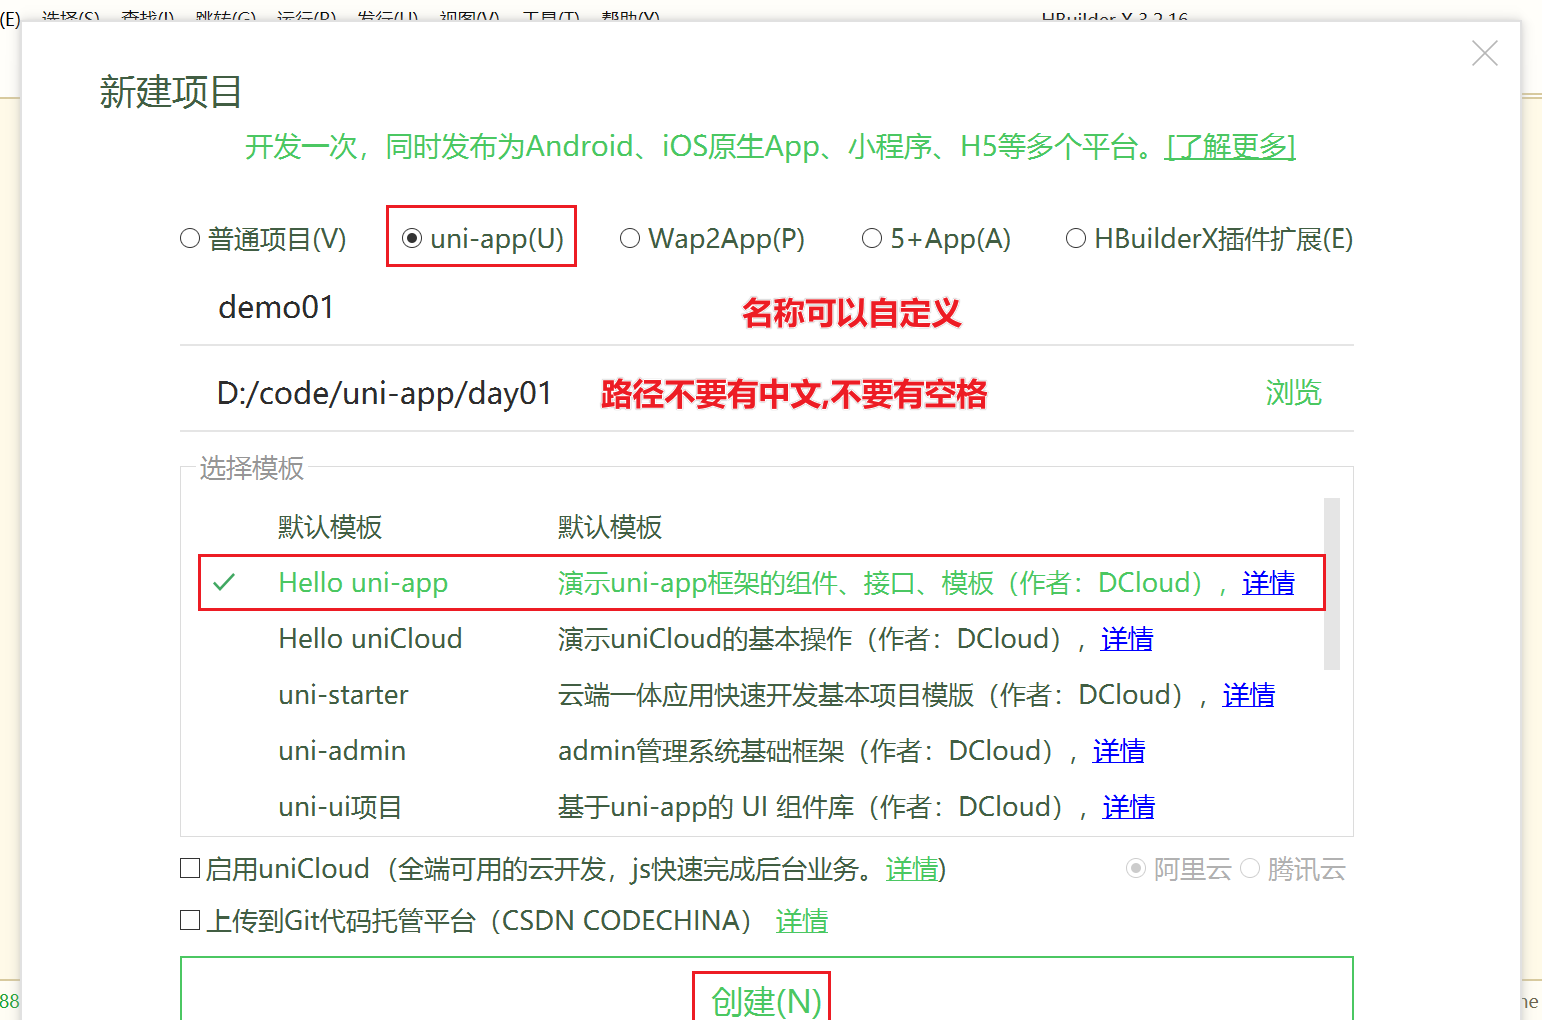 (E) 选择(S) 查找(I) 跳转(G) 运行(R) 发行(U) 视图(V) 工具(T) 帮助(Y) HBuilder X 3.2.16
新建项目
开发一次，同时发布为Android、iOS原生App、小程序、H5等多个平台。[了解更多]
普通项目(V) uni-app(U) Wap2App(P) 5+App(A) HBuilderX插件扩展(E)
demo01 名称可以自定义
D:/code/uni-app/day01 路径不要有中文,不要有空格 浏览
选择模板
默认模板 默认模板
Hello uni-app 演示uni-app框架的组件、接口、模板（作者：DCloud），详情
Hello uniCloud 演示uniCloud的基本操作（作者：DCloud），详情
uni-starter 云端一体应用快速开发基本项目模版（作者：DCloud），详情
uni-admin admin管理系统基础框架（作者：DCloud），详情
uni-ui项目 基于uni-app的 UI 组件库（作者：DCloud），详情
启用uniCloud（全端可用的云开发，js快速完成后台业务。详情) 阿里云 腾讯云
上传到Git代码托管平台（CSDN CODECHINA） 详情
88 创建(N) ne